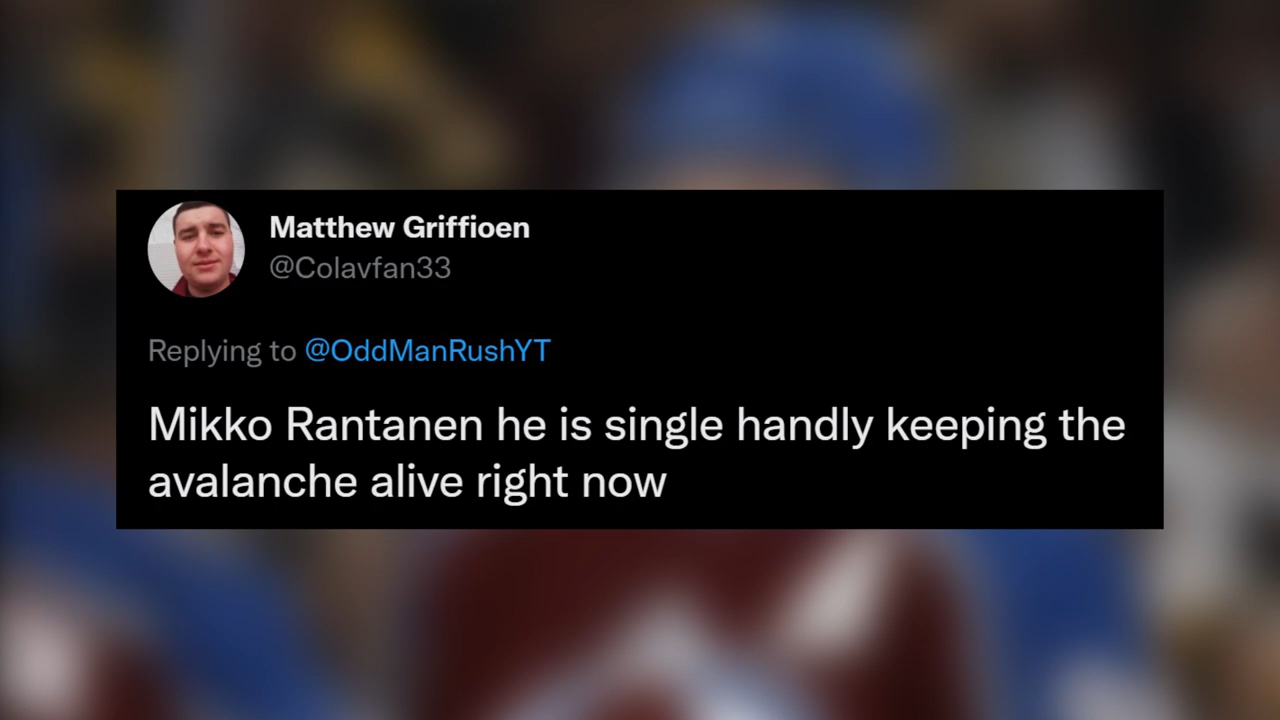 Matthew Griffioen
@Colavfan33
Replying to @OddManRushYT
Mikko Rantanen he is single handly keeping the
avalanche alive right now